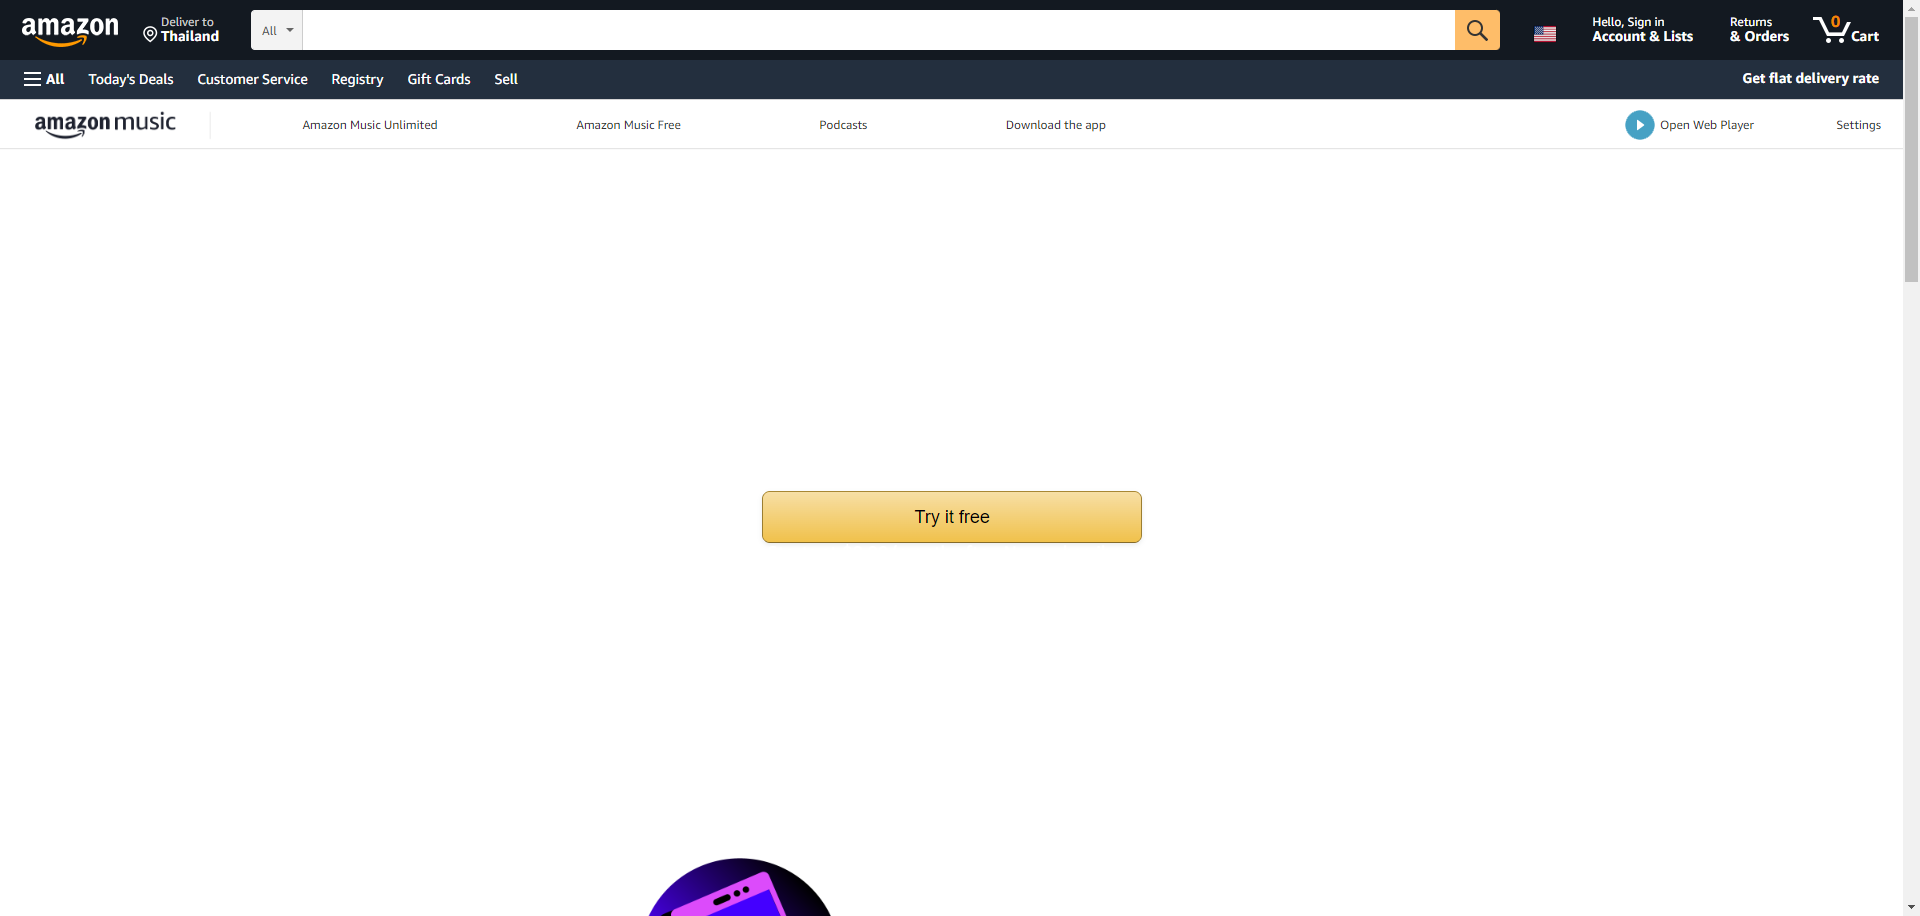 amazon
Deliver to
Thailand
All
Hello, Sign in
Account & Lists
Returns
& Orders
0
Cart
All
Today's Deals
Customer Service
Registry
Gift Cards
Sell
Get flat delivery rate
amazon music
Amazon Music Unlimited
Amazon Music Free
Podcasts
Download the app
Open Web Player
Settings
Try it free